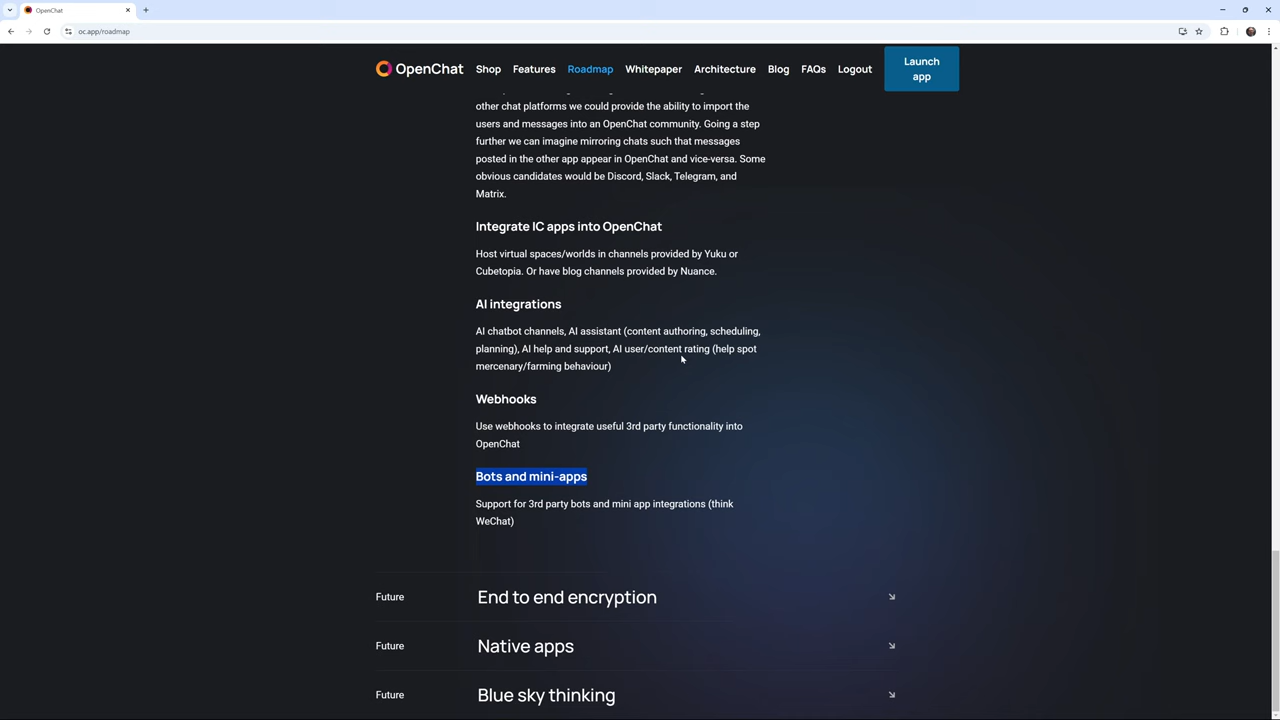 OpenChat
oc.app/roadmap
OpenChat
Shop
Features
Roadmap
Whitepaper
Architecture
Blog
FAQs
Logout
Launch
app
other chat platforms we could provide the ability to import the
users and messages into an OpenChat community. Going a step
further we can imagine mirroring chats such that messages
posted in the other app appear in OpenChat and vice-versa. Some
obvious candidates would be Discord, Slack, Telegram, and
Matrix.
Integrate IC apps into OpenChat
Host virtual spaces/worlds in channels provided by Yuku or
Cubetopia. Or have blog channels provided by Nuance.
AI integrations
AI chatbot channels, AI assistant (content authoring, scheduling,
planning), AI help and support, AI user/content rating (help spot
mercenary/farming behaviour)
Webhooks
Use webhooks to integrate useful 3rd party functionality into
OpenChat
Bots and mini-apps
Support for 3rd party bots and mini app integrations (think
WeChat)
Future
End to end encryption
Future
Native apps
Future
Blue sky thinking